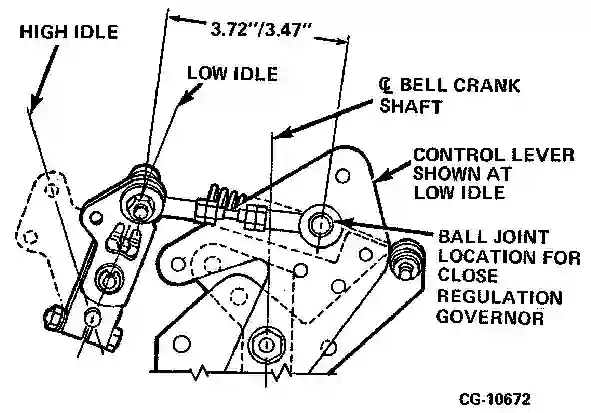 HIGH IDLE
3.72"/3.47"
LOW IDLE
℄ BELL CRANK
SHAFT
CONTROL LEVER
SHOWN AT
LOW IDLE
BALL JOINT
LOCATION FOR
CLOSE
REGULATION
GOVERNOR
CG-10672